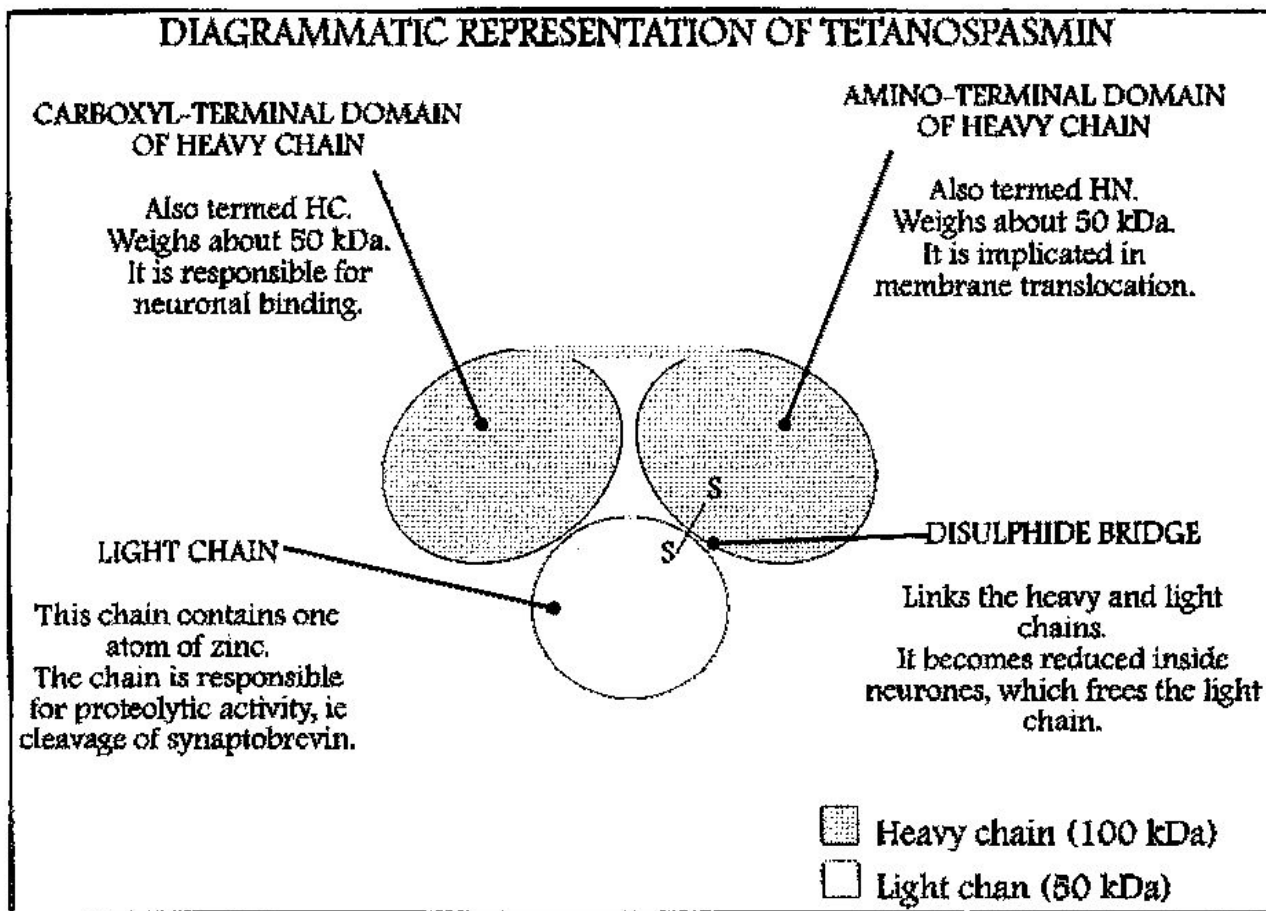 DIAGRAMMATIC REPRESENTATION OF TETANOSPASMIN
CARBOXYL-TERMINAL DOMAIN
OF HEAVY CHAIN
Also termed HC.
Weighs about 50 kDa.
It is responsible for
neuronal binding.
AMINO-TERMINAL DOMAIN
OF HEAVY CHAIN
Also termed HN.
Weighs about 50 kDa.
It is implicated in
membrane translocation.
S
S
LIGHT CHAIN
This chain contains one
atom of zinc.
The chain is responsible
for proteolytic activity, ie
cleavage of synaptobrevin.
DISULPHIDE BRIDGE
Links the heavy and light
chains.
It becomes reduced inside
neurones, which frees the light
chain.
Heavy chain (100 kDa)
Light chan (50 kDa)